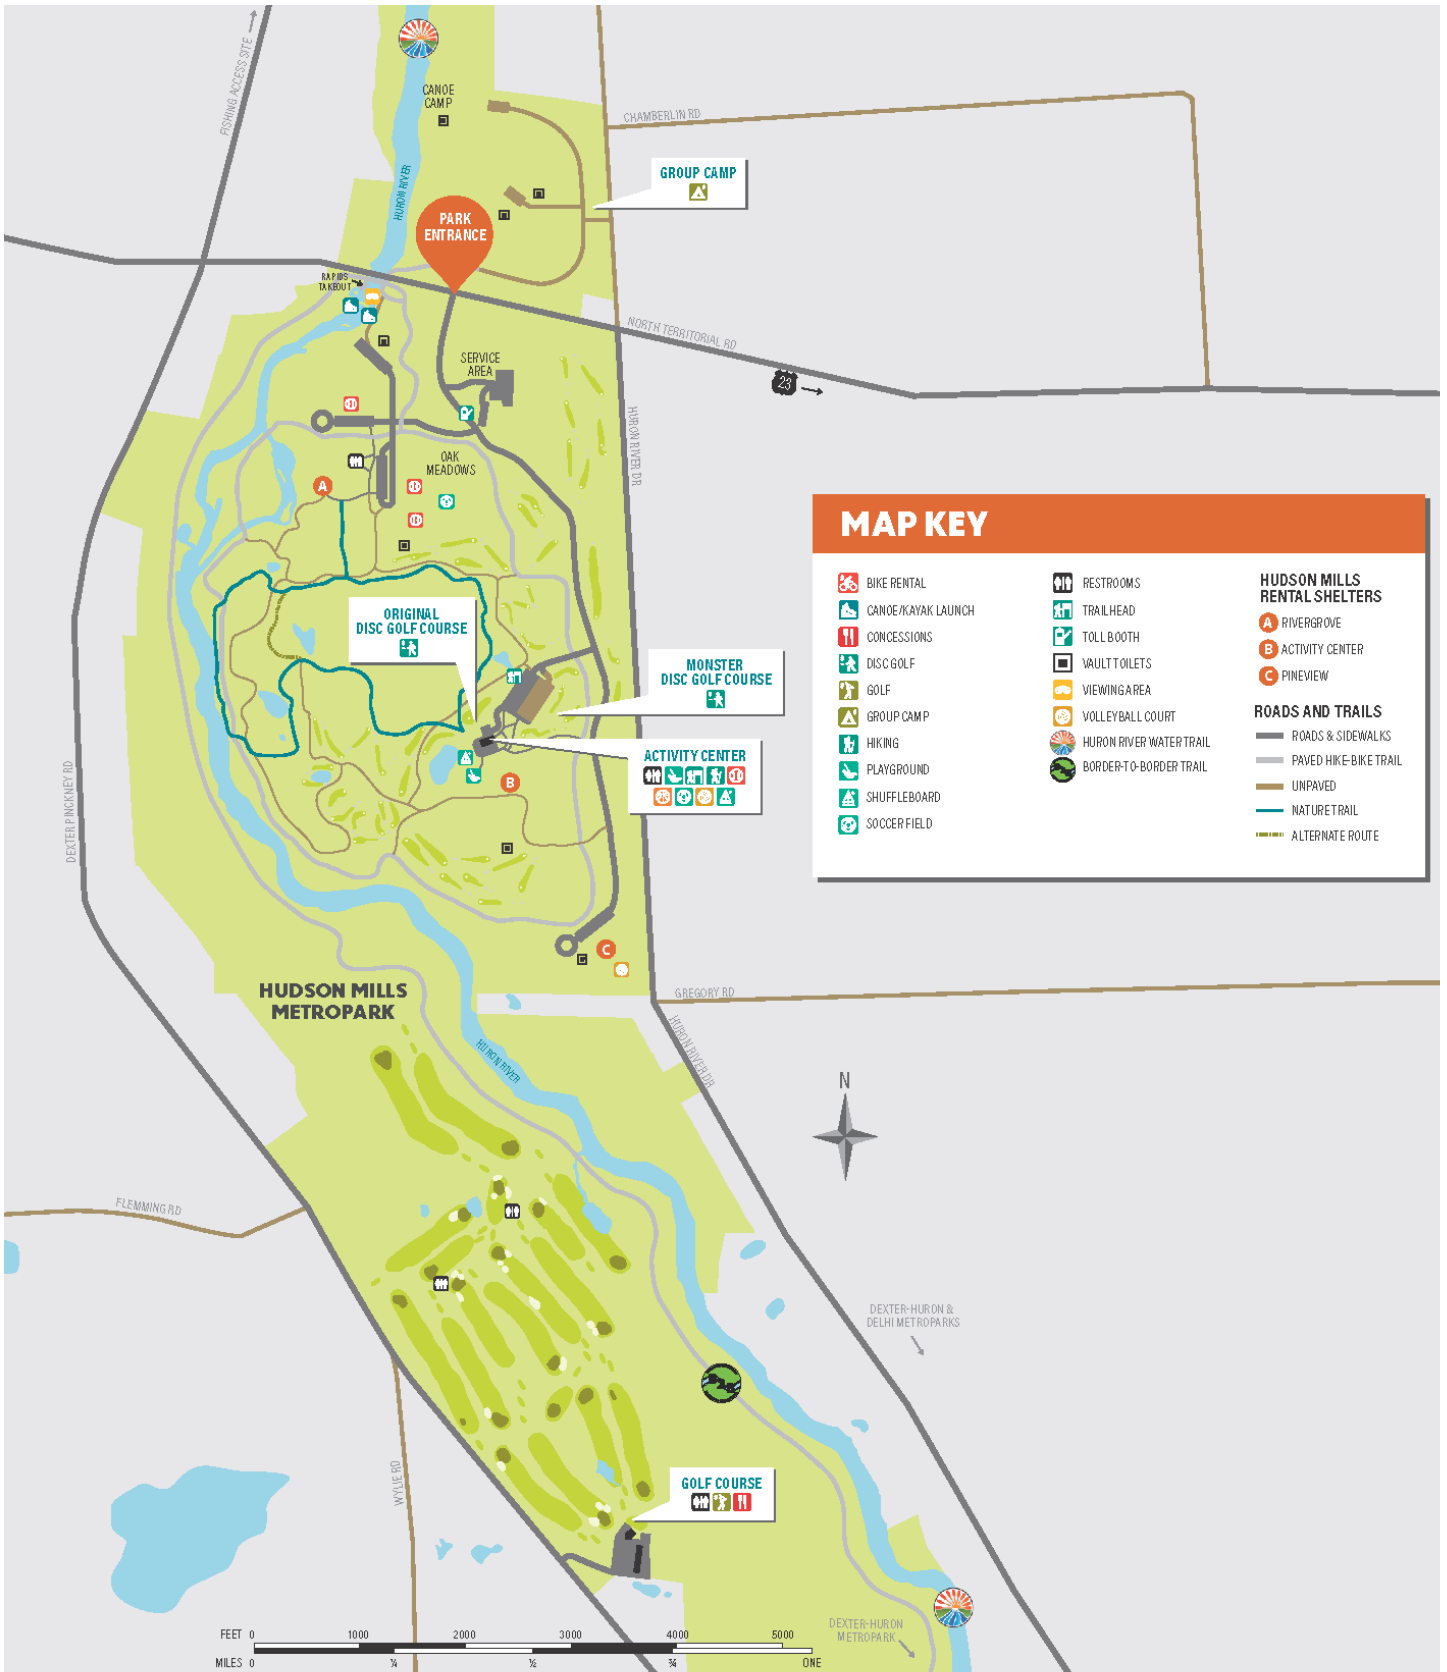 FISHING ACCESS SITE
CANOE
CAMP
CHAMBERLIN RD
HURON RIVER
GROUP CAMP
PARK
ENTRANCE
RAPIDS
TAKEOUT
NORTH TERRITORIAL RD
23
SERVICE
AREA
HURON RIVER DR
OAK
MEADOWS
A
ORIGINAL
DISC GOLF COURSE
MONSTER
DISC GOLF COURSE
ACTIVITY CENTER
B
DEXTER PINCKNEY RD
C
HUDSON MILLS
METROPARK
GREGORY RD
HURON RIVER DR
HURON RIVER
MAP KEY
BIKE RENTAL
CANOE/KAYAK LAUNCH
CONCESSIONS
DISC GOLF
GOLF
GROUP CAMP
HIKING
PLAYGROUND
SHUFFLEBOARD
SOCCER FIELD
RESTROOMS
TRAILHEAD
TOLL BOOTH
VAULT TOILETS
VIEWING AREA
VOLLEYBALL COURT
HURON RIVER WATER TRAIL
BORDER-TO-BORDER TRAIL
HUDSON MILLS
RENTAL SHELTERS
A RIVERGROVE
B ACTIVITY CENTER
C PINEVIEW
ROADS AND TRAILS
ROADS & SIDEWALKS
PAVED HIKE-BIKE TRAIL
UNPAVED
NATURE TRAIL
ALTERNATE ROUTE
N
FLEMMING RD
DEXTER-HURON &
DELHI METROPARKS
WYLIE RD
GOLF COURSE
DEXTER-HURON
METROPARK
FEET 0 1000 2000 3000 4000 5000
MILES 0 ¼ ½ ¾ ONE